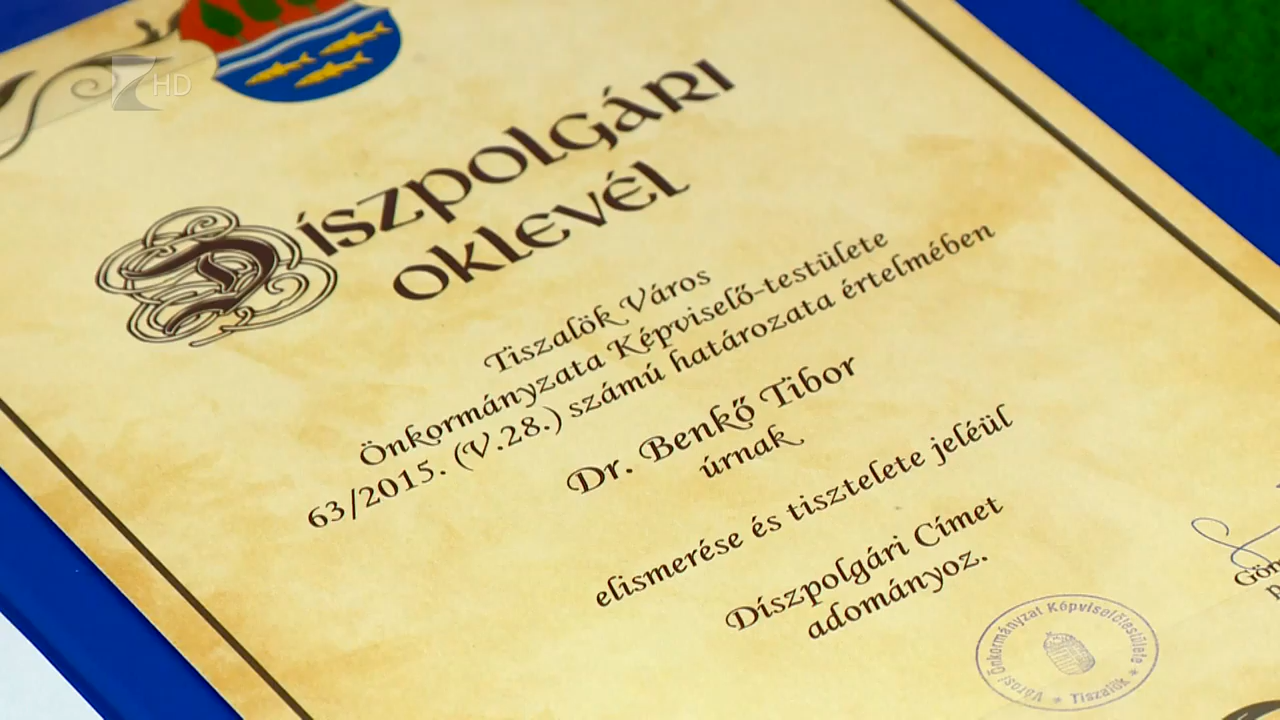 HD
Díszpolgári
oklevél
Tiszalök Város
Önkormányzata Képviselő-testülete
63/2015. (V.28.) számú határozata értelmében
Dr. Benkő Tibor
úrnak
elismerése és tisztelete jeléül
Díszpolgári Címet
adományoz.
Városi Önkormányzat Képviselőtestülete
* Tiszalök *